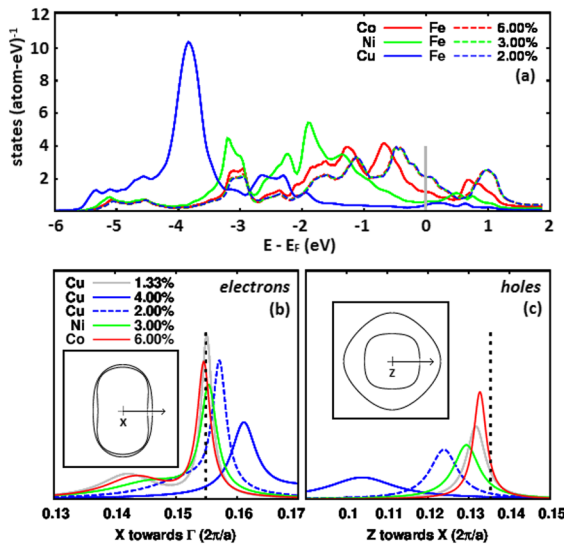 12
10
8
6
4
2
states (atom-eV)-1
Co Fe 6.00%
Ni Fe 3.00%
Cu Fe 2.00%
(a)
-6 -5 -4 -3 -2 -1 0 1 2
E - EF (eV)
Cu 1.33%
Cu 4.00%
Cu 2.00%
Ni 3.00%
Co 6.00%
electrons
(b)
X
0.13 0.14 0.15 0.16 0.17
X towards Γ (2π/a)
holes
(c)
Z
0.1 0.11 0.12 0.13 0.14 0.15
Z towards X (2π/a)